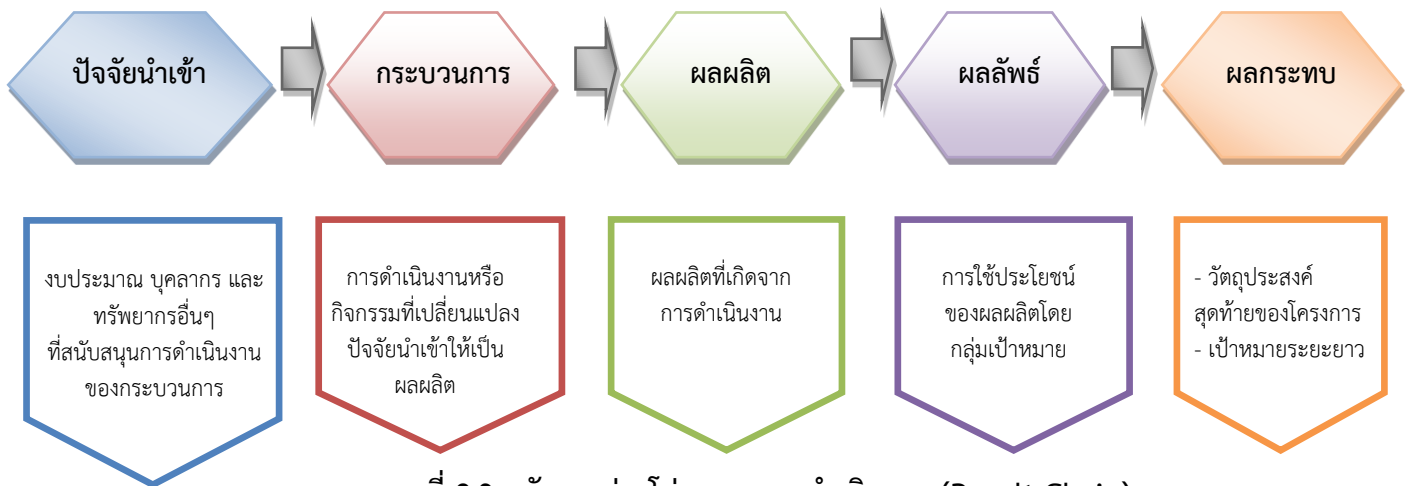 ปัจจัยนำเข้า
กระบวนการ
ผลผลิต
ผลลัพธ์
ผลกระทบ
งบประมาณ บุคลากร และ
ทรัพยากรอื่นๆ
ที่สนับสนุนการดำเนินงาน
ของกระบวนการ
การดำเนินงานหรือ
กิจกรรมที่เปลี่ยนแปลง
ปัจจัยนำเข้าให้เป็น
ผลผลิต
ผลผลิตที่เกิดจาก
การดำเนินงาน
การใช้ประโยชน์
ของผลผลิตโดย
กลุ่มเป้าหมาย
- วัตถุประสงค์
สุดท้ายของโครงการ
- เป้าหมายระยะยาว